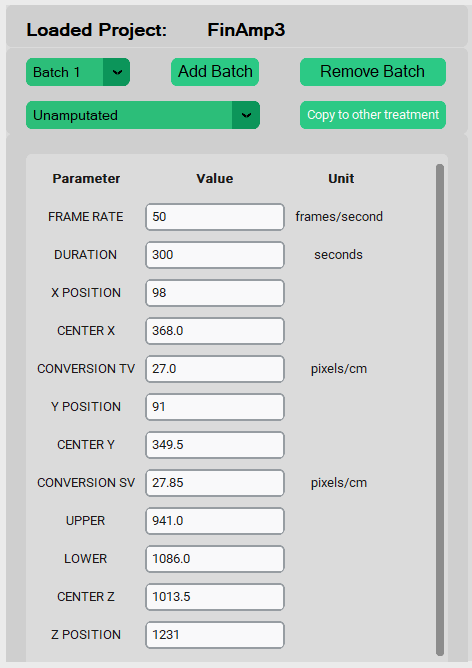 Loaded Project: FinAmp3
Batch 1 Add Batch Remove Batch
Unamputated Copy to other treatment
Parameter Value Unit
FRAME RATE 50 frames/second
DURATION 300 seconds
X POSITION 98
CENTER X 368.0
CONVERSION TV 27.0 pixels/cm
Y POSITION 91
CENTER Y 349.5
CONVERSION SV 27.85 pixels/cm
UPPER 941.0
LOWER 1086.0
CENTER Z 1013.5
Z POSITION 1231